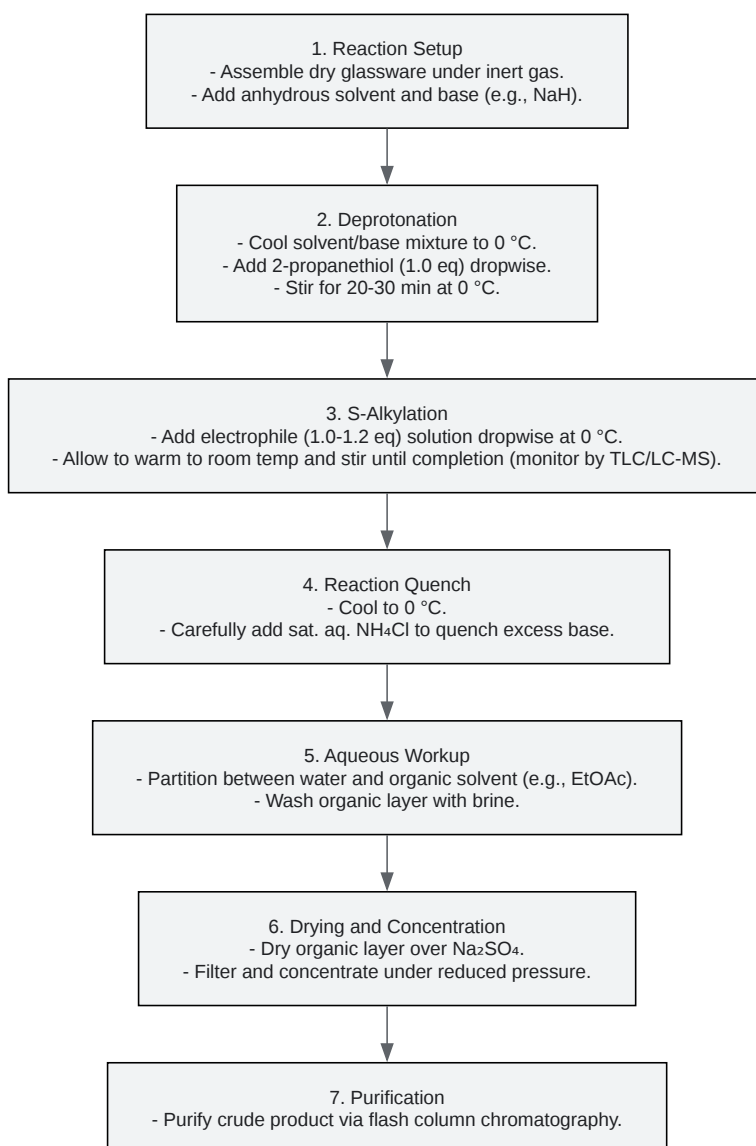 1. Reaction Setup
- Assemble dry glassware under inert gas.
- Add anhydrous solvent and base (e.g., NaH).
2. Deprotonation
- Cool solvent/base mixture to 0 °C.
- Add 2-propanethiol (1.0 eq) dropwise.
- Stir for 20-30 min at 0 °C.
3. S-Alkylation
- Add electrophile (1.0-1.2 eq) solution dropwise at 0 °C.
- Allow to warm to room temp and stir until completion (monitor by TLC/LC-MS).
4. Reaction Quench
- Cool to 0 °C.
- Carefully add sat. aq. NH₄Cl to quench excess base.
5. Aqueous Workup
- Partition between water and organic solvent (e.g., EtOAc).
- Wash organic layer with brine.
6. Drying and Concentration
- Dry organic layer over Na₂SO₄.
- Filter and concentrate under reduced pressure.
7. Purification
- Purify crude product via flash column chromatography.